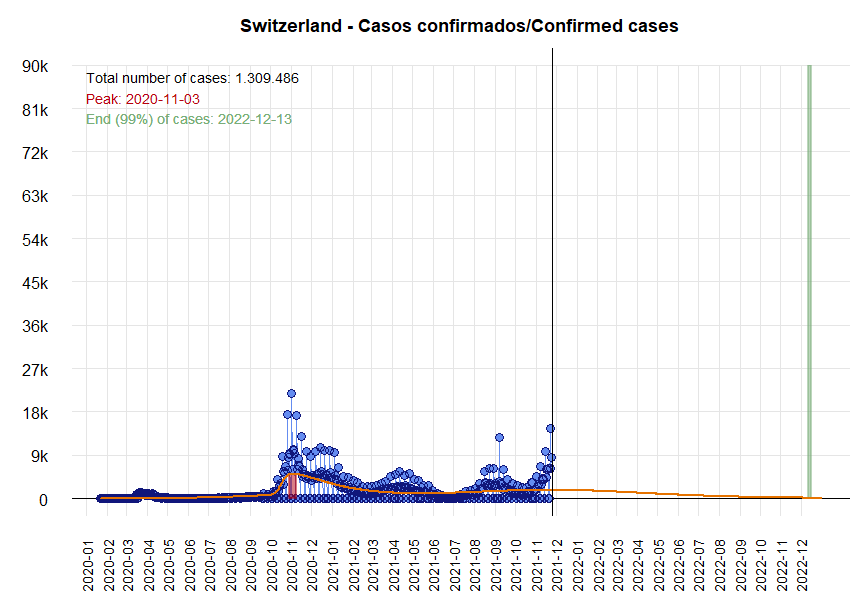 Switzerland - Casos confirmados/Confirmed cases
90k
Total number of cases: 1.309.486
Peak: 2020-11-03
End (99%) of cases: 2022-12-13
81k
72k
63k
54k
45k
36k
27k
18k
9k
0
2020-01
2020-02
2020-03
2020-04
2020-05
2020-06
2020-07
2020-08
2020-09
2020-10
2020-11
2020-12
2021-01
2021-02
2021-03
2021-04
2021-05
2021-06
2021-07
2021-08
2021-09
2021-10
2021-11
2021-12
2022-01
2022-02
2022-03
2022-04
2022-05
2022-06
2022-07
2022-08
2022-09
2022-10
2022-11
2022-12